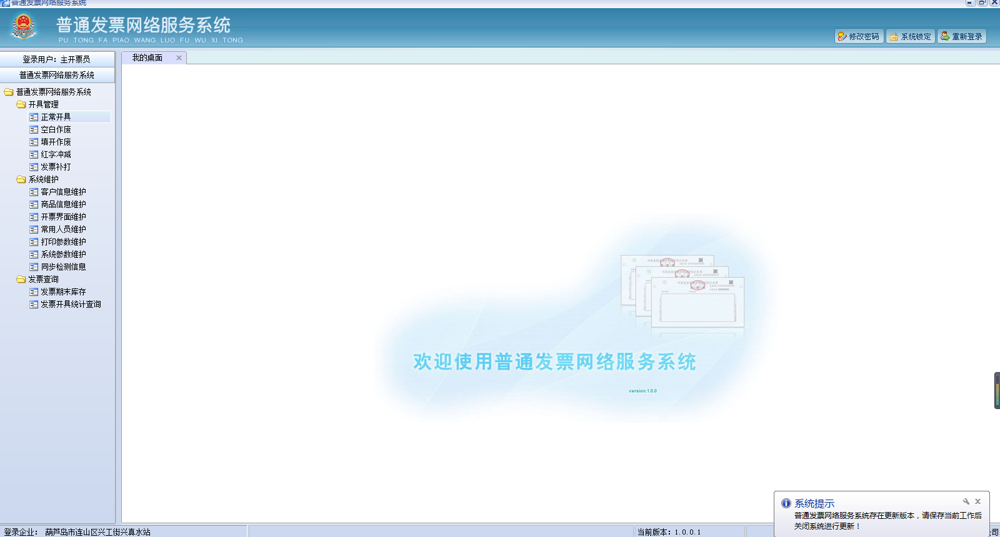 普通发票网络服务系统
普通发票网络服务系统
PU TONG FA PIAO WANG LUO FU WU XI TONG
修改密码 系统锁定 重新登录
登录用户：主开票员
我的桌面
普通发票网络服务系统
普通发票网络服务系统
开具管理
正常开具
空白作废
填开作废
红字冲减
发票补打
系统维护
客户信息维护
商品信息维护
开票界面维护
常用人员维护
打印参数维护
系统参数维护
同步检测信息
发票查询
发票期末库存
发票开具统计查询
欢迎使用普通发票网络服务系统
version:1.0.0
系统提示
普通发票网络服务系统存在更新版本，请保存当前工作后
关闭系统进行更新！
登录企业： 葫芦岛市连山区兴工街兴真水站
当前版本：1.0.0.1
公司